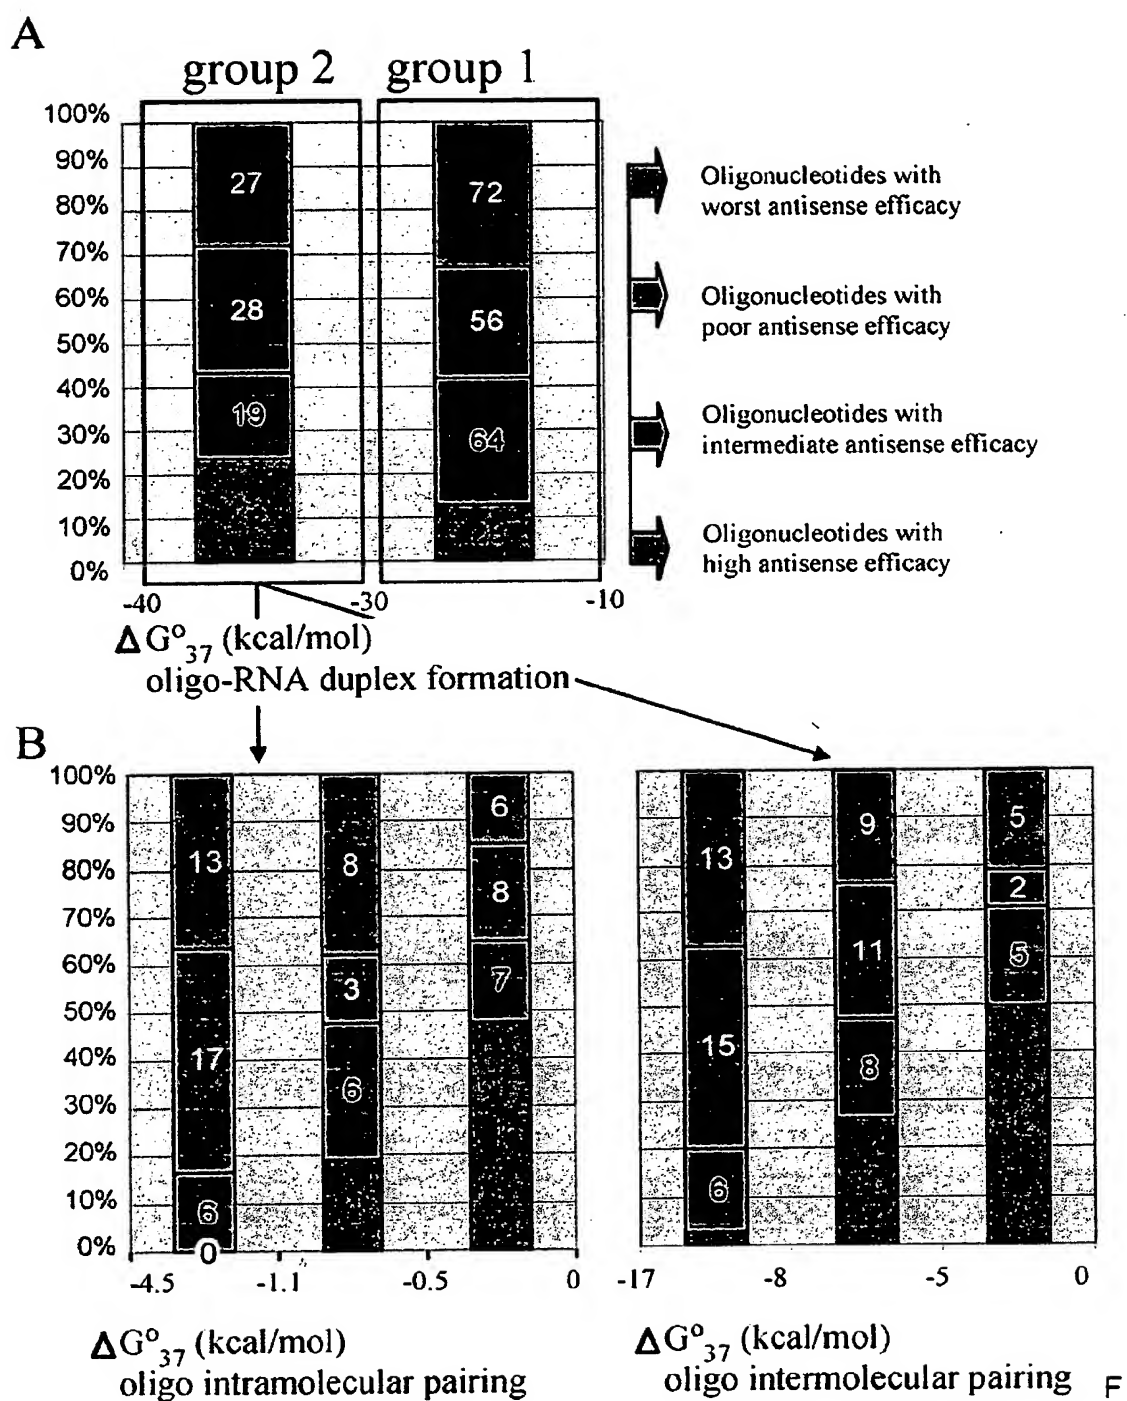 A
group 2 group 1
100%
90%
80%
70%
60%
50%
40%
30%
20%
10%
0%
27
28
19
72
56
64
Oligonucleotides with
worst antisense efficacy
Oligonucleotides with
poor antisense efficacy
Oligonucleotides with
intermediate antisense efficacy
Oligonucleotides with
high antisense efficacy
-40 -30 -10
ΔG°37 (kcal/mol)
oligo-RNA duplex formation
B
100%
90%
80%
70%
60%
50%
40%
30%
20%
10%
0%
13
17
6
0
8
3
6
6
8
7
-4.5 -1.1 -0.5 0
ΔG°37 (kcal/mol)
oligo intramolecular pairing
13
15
6
9
11
8
5
2
5
-17 -8 -5 0
ΔG°37 (kcal/mol)
oligo intermolecular pairing
F